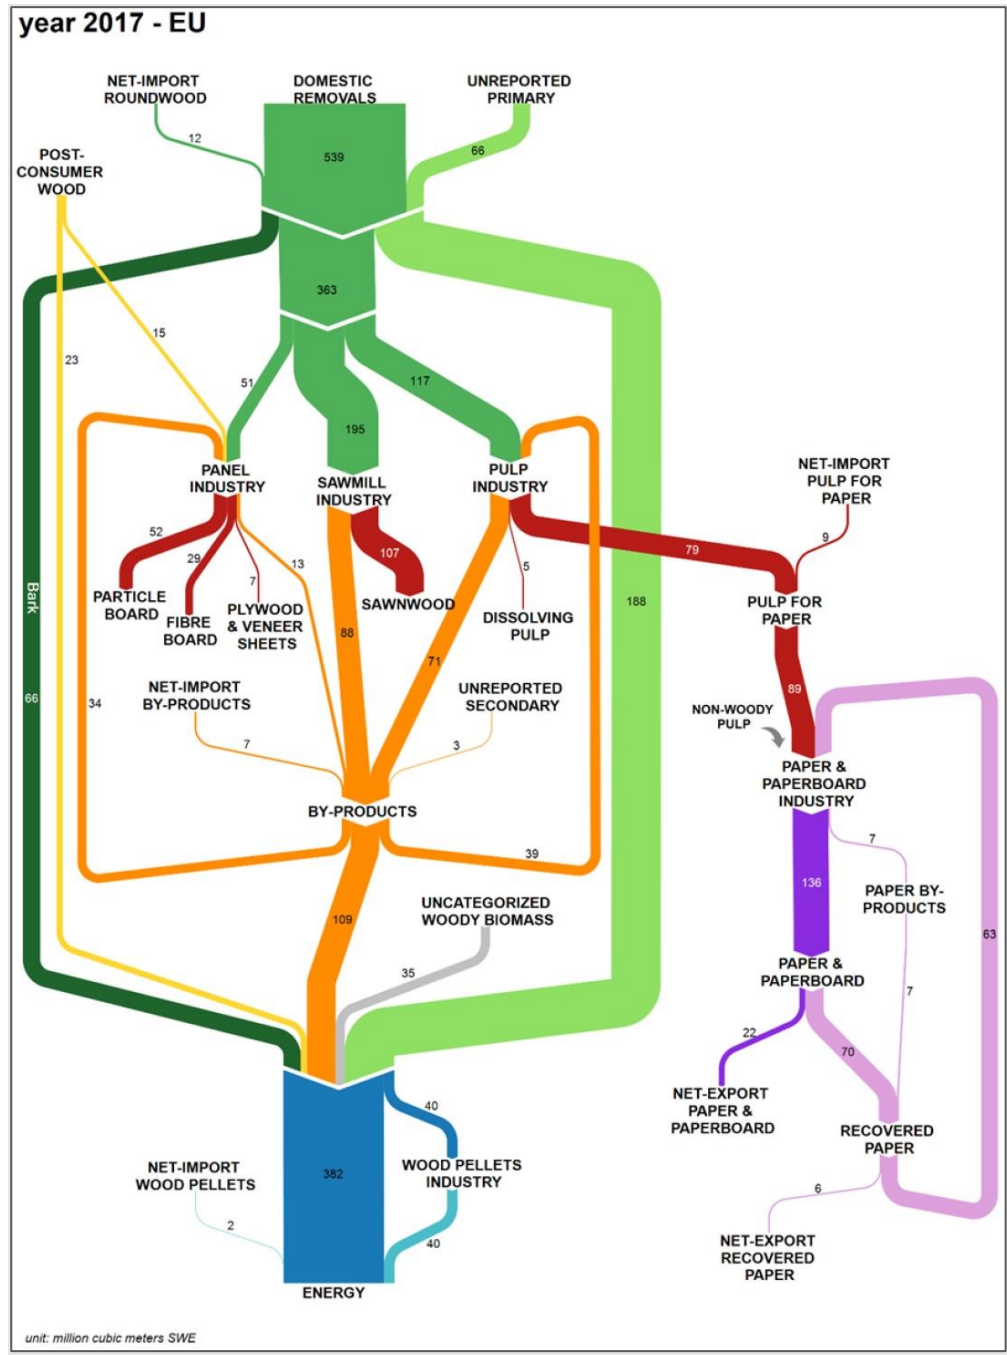 year 2017 - EU
NET-IMPORT
ROUNDWOOD
DOMESTIC
REMOVALS
UNREPORTED
PRIMARY
12
539
66
POST-
CONSUMER
WOOD
363
15
23
51
117
195
PANEL
INDUSTRY
SAWMILL
INDUSTRY
PULP
INDUSTRY
NET-IMPORT
PULP FOR
PAPER
52
29
7
13
107
5
79
9
PARTICLE
BOARD
FIBRE
BOARD
PLYWOOD
& VENEER
SHEETS
SAWNWOOD
DISSOLVING
PULP
188
PULP FOR
PAPER
Bark
66
88
71
34
NET-IMPORT
BY-PRODUCTS
UNREPORTED
SECONDARY
7
3
89
NON-WOODY
PULP
PAPER &
PAPERBOARD
INDUSTRY
BY-PRODUCTS
39
7
136
PAPER BY-
PRODUCTS
63
109
UNCATEGORIZED
WOODY BIOMASS
35
PAPER &
PAPERBOARD
7
22
70
NET-EXPORT
PAPER &
PAPERBOARD
RECOVERED
PAPER
40
382
WOOD PELLETS
INDUSTRY
NET-IMPORT
WOOD PELLETS
2
40
6
NET-EXPORT
RECOVERED
PAPER
ENERGY
unit: million cubic meters SWE